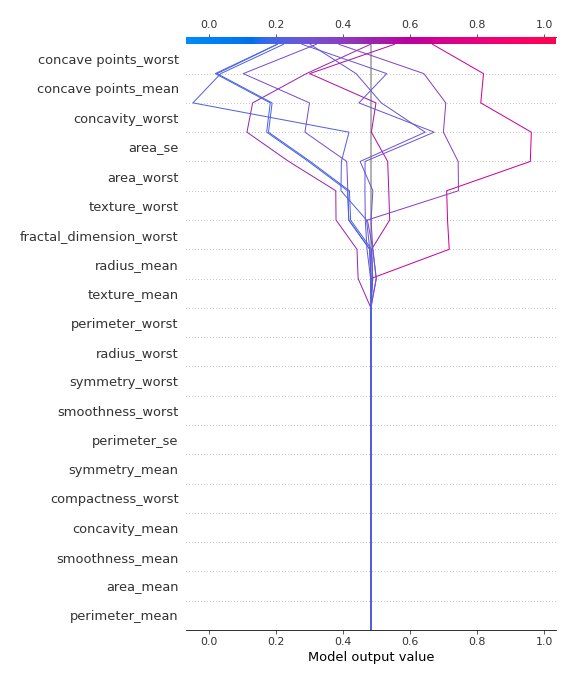 0.0 0.2 0.4 0.6 0.8 1.0
concave points_worst
concave points_mean
concavity_worst
area_se
area_worst
texture_worst
fractal_dimension_worst
radius_mean
texture_mean
perimeter_worst
radius_worst
symmetry_worst
smoothness_worst
perimeter_se
symmetry_mean
compactness_worst
concavity_mean
smoothness_mean
area_mean
perimeter_mean
0.0 0.2 0.4 0.6 0.8 1.0
Model output value